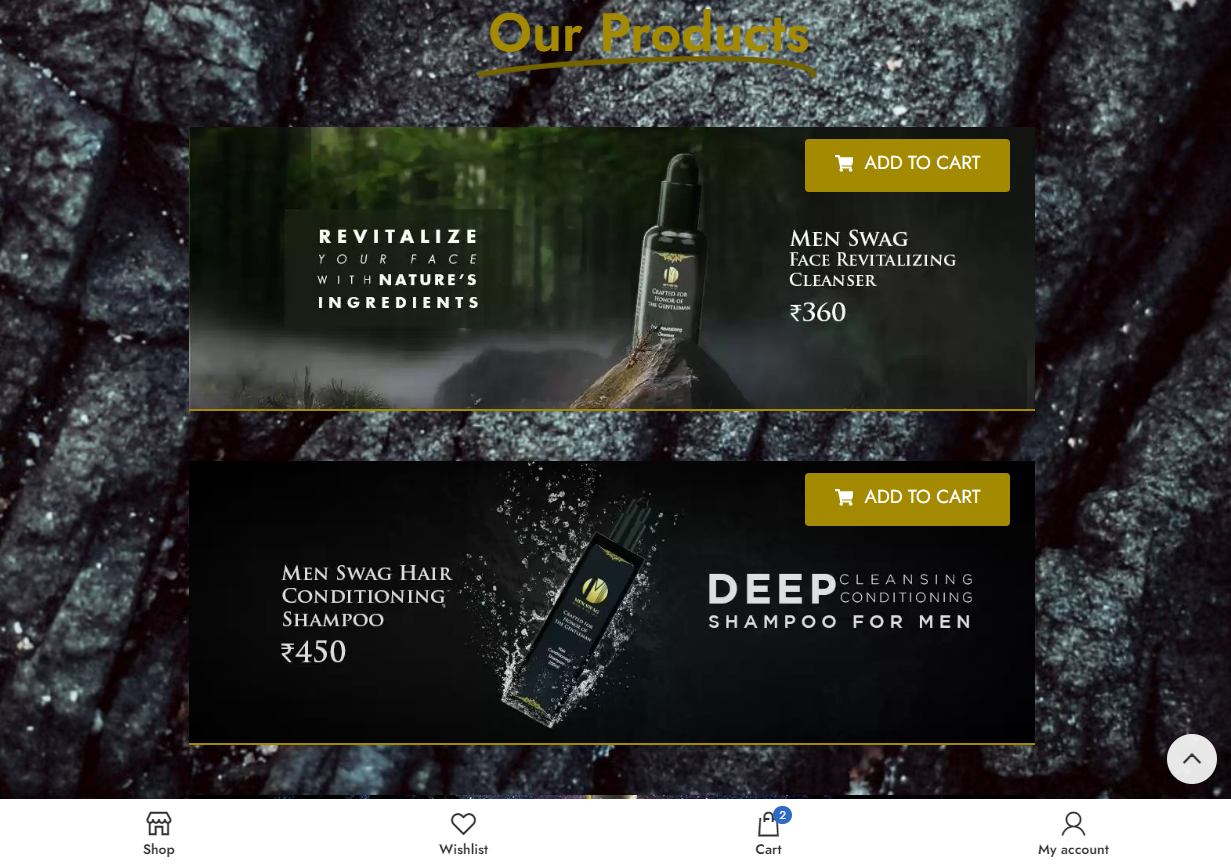 Our Products
ADD TO CART
REVITALIZE
YOUR FACE
WITH NATURE'S
INGREDIENTS
MEN SWAG
FACE REVITALIZING
CLEANSER
₹360
CRAFTED FOR
HONOR OF
THE GENTLEMAN
ADD TO CART
MEN SWAG HAIR
CONDITIONING
SHAMPOO
₹450
MEN SWAG
CRAFTED FOR
HONOR OF
THE GENTLEMAN
DEEP CLEANSING
CONDITIONING
SHAMPOO FOR MEN
2
Shop
Wishlist
Cart
My account